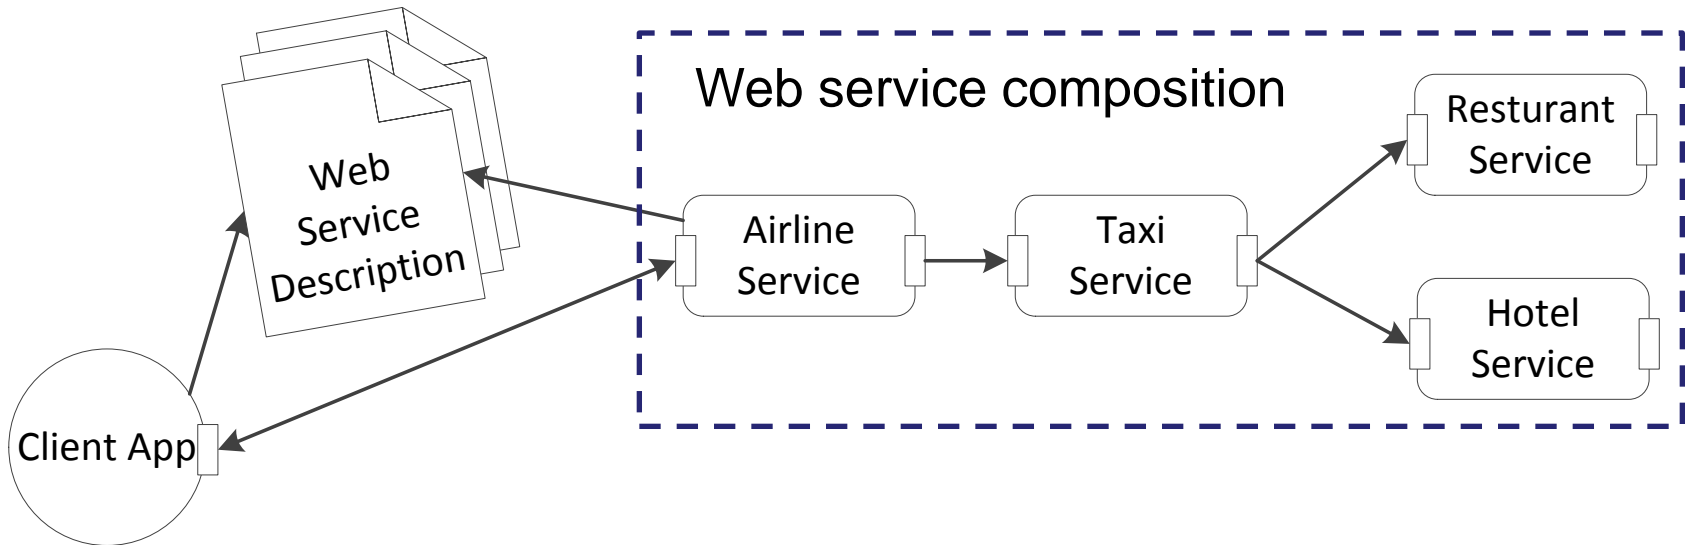 Web
Service
Description
Client App
Web service composition
Airline
Service
Taxi
Service
Resturant
Service
Hotel
Service